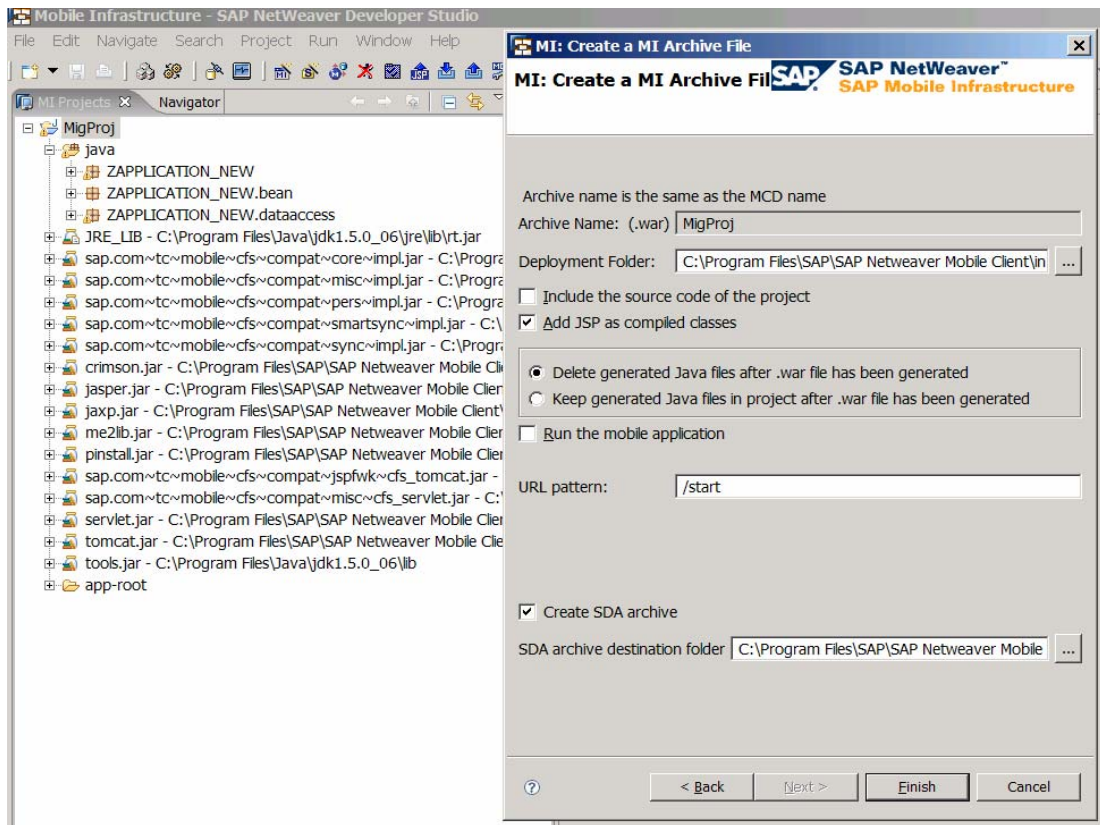 Mobile Infrastructure - SAP NetWeaver Developer Studio
File Edit Navigate Search Project Run Window Help
MI Projects Navigator
MigProj
java
ZAPPLICATION_NEW
ZAPPLICATION_NEW.bean
ZAPPLICATION_NEW.dataaccess
JRE_LIB - C:\Program Files\Java\jdk1.5.0_06\jre\lib\rt.jar
sap.com~tc~mobile~cfs~compat~core~impl.jar - C:\Progra
sap.com~tc~mobile~cfs~compat~misc~impl.jar - C:\Progra
sap.com~tc~mobile~cfs~compat~pers~impl.jar - C:\Progra
sap.com~tc~mobile~cfs~compat~smartsync~impl.jar - C:\
sap.com~tc~mobile~cfs~compat~sync~impl.jar - C:\Progra
crimson.jar - C:\Program Files\SAP\SAP Netweaver Mobile Cli
jasper.jar - C:\Program Files\SAP\SAP Netweaver Mobile Clien
jaxp.jar - C:\Program Files\SAP\SAP Netweaver Mobile Client\
me2lib.jar - C:\Program Files\SAP\SAP Netweaver Mobile Clier
pinstall.jar - C:\Program Files\SAP\SAP Netweaver Mobile Clier
sap.com~tc~mobile~cfs~compat~jspfwk~cfs_tomcat.jar -
sap.com~tc~mobile~cfs~compat~misc~cfs_servlet.jar - C:\
servlet.jar - C:\Program Files\SAP\SAP Netweaver Mobile Clier
tomcat.jar - C:\Program Files\SAP\SAP Netweaver Mobile Clie
tools.jar - C:\Program Files\Java\jdk1.5.0_06\lib
app-root
MI: Create a MI Archive File
MI: Create a MI Archive Fil SAP SAP NetWeaver™
SAP Mobile Infrastructure
Archive name is the same as the MCD name
Archive Name: (.war) MigProj
Deployment Folder: C:\Program Files\SAP\SAP Netweaver Mobile Client\in ...
Include the source code of the project
Add JSP as compiled classes
Delete generated Java files after .war file has been generated
Keep generated Java files in project after .war file has been generated
Run the mobile application
URL pattern: /start
Create SDA archive
SDA archive destination folder C:\Program Files\SAP\SAP Netweaver Mobile ...
? < Back Next > Finish Cancel